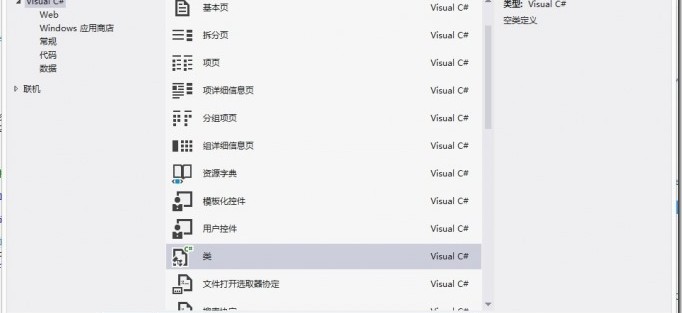 Visual C#
Web
Windows 应用商店
常规
代码
数据
联机
基本页 Visual C#
拆分页 Visual C#
项页 Visual C#
项详细信息页 Visual C#
分组项页 Visual C#
组详细信息页 Visual C#
资源字典 Visual C#
模板化控件 Visual C#
用户控件 Visual C#
类 Visual C#
文件打开选取器协定 Visual C#
类型: Visual C#
空类定义